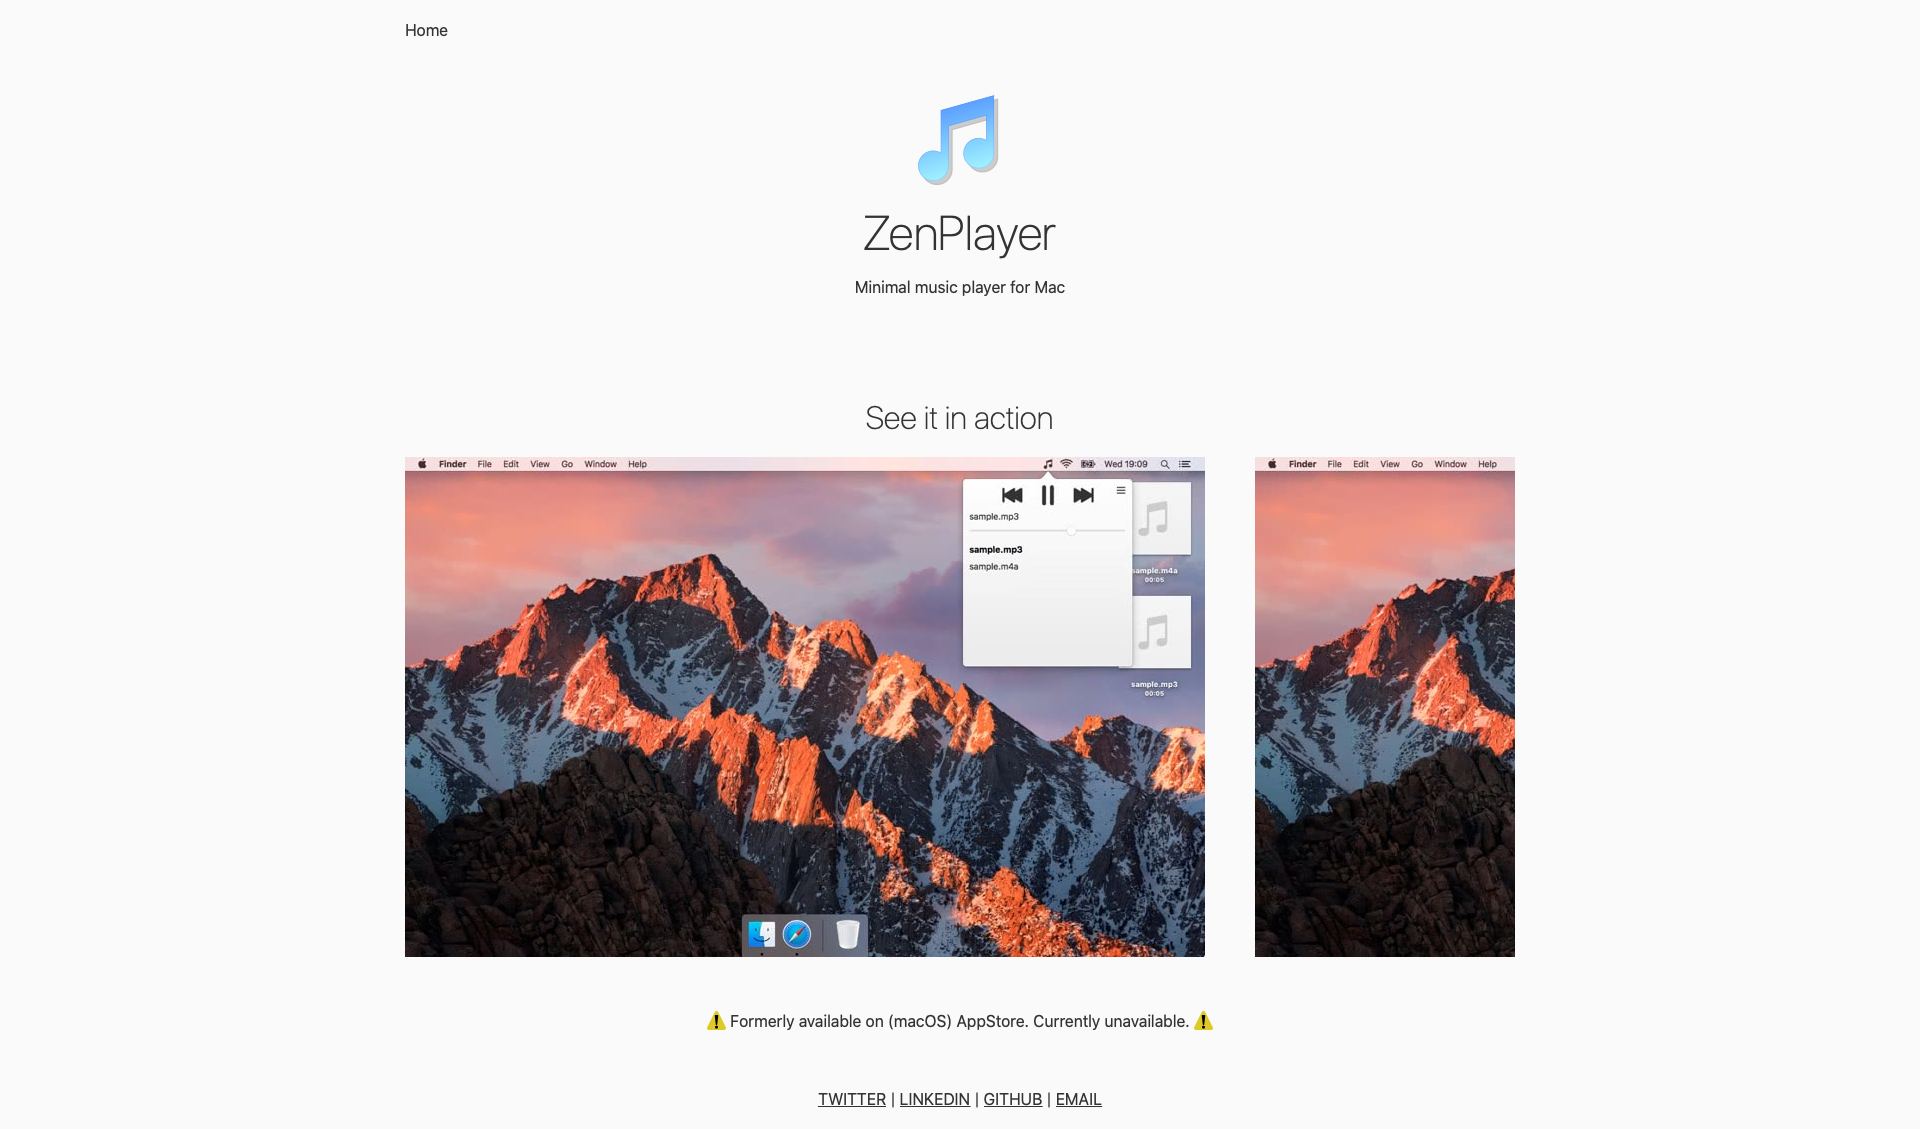 Home
ZenPlayer
Minimal music player for Mac
See it in action
Finder File Edit View Go Window Help Wed 19:09
sample.mp3
sample.mp3
sample.m4a
sample.m4a
00:05
sample.mp3
00:05
Finder File Edit View Go Window Help
⚠️ Formerly available on (macOS) AppStore. Currently unavailable. ⚠️
TWITTER | LINKEDIN | GITHUB | EMAIL